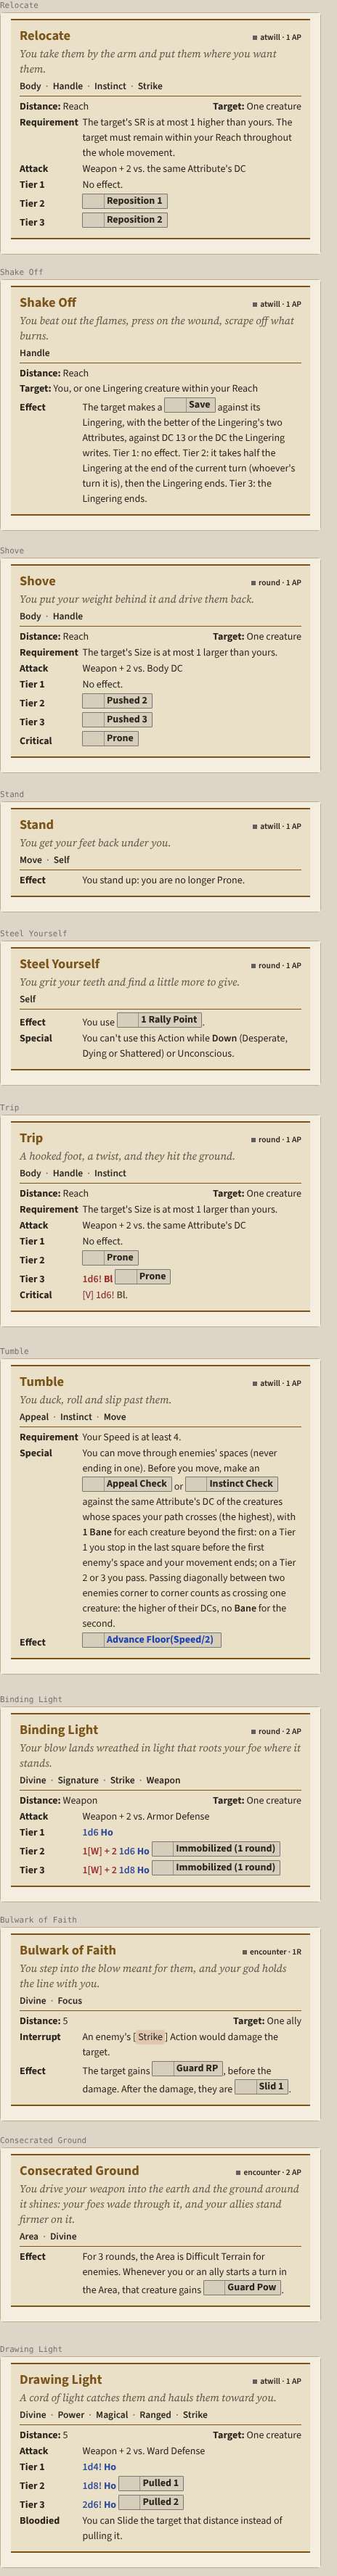 Relocate
Relocate ■ atwill · 1 AP
You take them by the arm and put them where you want
them.
Body · Handle · Instinct · Strike
Distance: Reach Target: One creature
Requirement The target's SR is at most 1 higher than yours. The
target must remain within your Reach throughout
the whole movement.
Attack Weapon + 2 vs. the same Attribute's DC
Tier 1 No effect.
Tier 2 Reposition 1
Tier 3 Reposition 2
Shake Off
Shake Off ■ atwill · 1 AP
You beat out the flames, press on the wound, scrape off what
burns.
Handle
Distance: Reach
Target: You, or one Lingering creature within your Reach
Effect The target makes a Save against its
Lingering, with the better of the Lingering's two
Attributes, against DC 13 or the DC the Lingering
writes. Tier 1: no effect. Tier 2: it takes half the
Lingering at the end of the current turn (whoever's
turn it is), then the Lingering ends. Tier 3: the
Lingering ends.
Shove
Shove ■ round · 1 AP
You put your weight behind it and drive them back.
Body · Handle
Distance: Reach Target: One creature
Requirement The target's Size is at most 1 larger than yours.
Attack Weapon + 2 vs. Body DC
Tier 1 No effect.
Tier 2 Pushed 2
Tier 3 Pushed 3
Critical Prone
Stand
Stand ■ atwill · 1 AP
You get your feet back under you.
Move · Self
Effect You stand up: you are no longer Prone.
Steel Yourself
Steel Yourself ■ round · 1 AP
You grit your teeth and find a little more to give.
Self
Effect You use 1 Rally Point.
Special You can't use this Action while Down (Desperate,
Dying or Shattered) or Unconscious.
Trip
Trip ■ round · 1 AP
A hooked foot, a twist, and they hit the ground.
Body · Handle · Instinct
Distance: Reach Target: One creature
Requirement The target's Size is at most 1 larger than yours.
Attack Weapon + 2 vs. the same Attribute's DC
Tier 1 No effect.
Tier 2 Prone
Tier 3 1d6! Bl Prone
Critical [V] 1d6! Bl.
Tumble
Tumble ■ atwill · 1 AP
You duck, roll and slip past them.
Appeal · Instinct · Move
Requirement Your Speed is at least 4.
Special You can move through enemies' spaces (never
ending in one). Before you move, make an
Appeal Check or Instinct Check
against the same Attribute's DC of the creatures
whose spaces your path crosses (the highest), with
1 Bane for each creature beyond the first: on a Tier
1 you stop in the last square before the first
enemy's space and your movement ends; on a Tier
2 or 3 you pass. Passing diagonally between two
enemies corner to corner counts as crossing one
creature: the higher of their DCs, no Bane for the
second.
Effect Advance Floor(Speed/2)
Binding Light
Binding Light ■ round · 2 AP
Your blow lands wreathed in light that roots your foe where it
stands.
Divine · Signature · Strike · Weapon
Distance: Weapon Target: One creature
Attack Weapon + 2 vs. Armor Defense
Tier 1 1d6 Ho
Tier 2 1[W] + 2 1d6 Ho Immobilized (1 round)
Tier 3 1[W] + 2 1d8 Ho Immobilized (1 round)
Bulwark of Faith
Bulwark of Faith ■ encounter · 1R
You step into the blow meant for them, and your god holds
the line with you.
Divine · Focus
Distance: 5 Target: One ally
Interrupt An enemy's [Strike] Action would damage the
target.
Effect The target gains Guard RP, before the
damage. After the damage, they are Slid 1.
Consecrated Ground
Consecrated Ground ■ encounter · 2 AP
You drive your weapon into the earth and the ground around
it shines: your foes wade through it, and your allies stand
firmer on it.
Area · Divine
Effect For 3 rounds, the Area is Difficult Terrain for
enemies. Whenever you or an ally starts a turn in
the Area, that creature gains Guard Pow.
Drawing Light
Drawing Light ■ atwill · 1 AP
A cord of light catches them and hauls them toward you.
Divine · Power · Magical · Ranged · Strike
Distance: 5 Target: One creature
Attack Weapon + 2 vs. Ward Defense
Tier 1 1d4! Ho
Tier 2 1d8! Ho Pulled 1
Tier 3 2d6! Ho Pulled 2
Bloodied You can Slide the target that distance instead of
pulling it.